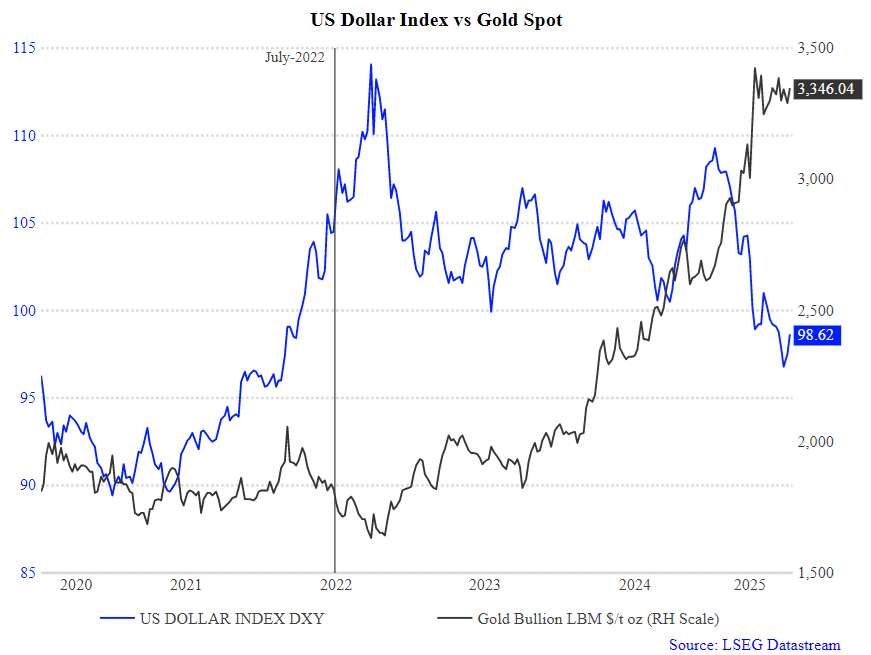 US Dollar Index vs Gold Spot
115 3,500
July-2022
3,346.04
110
3,000
105
100 2,500
98.62
95
2,000
90
85 1,500
2020 2021 2022 2023 2024 2025
US DOLLAR INDEX DXY Gold Bullion LBM $/t oz (RH Scale)
Source: LSEG Datastream